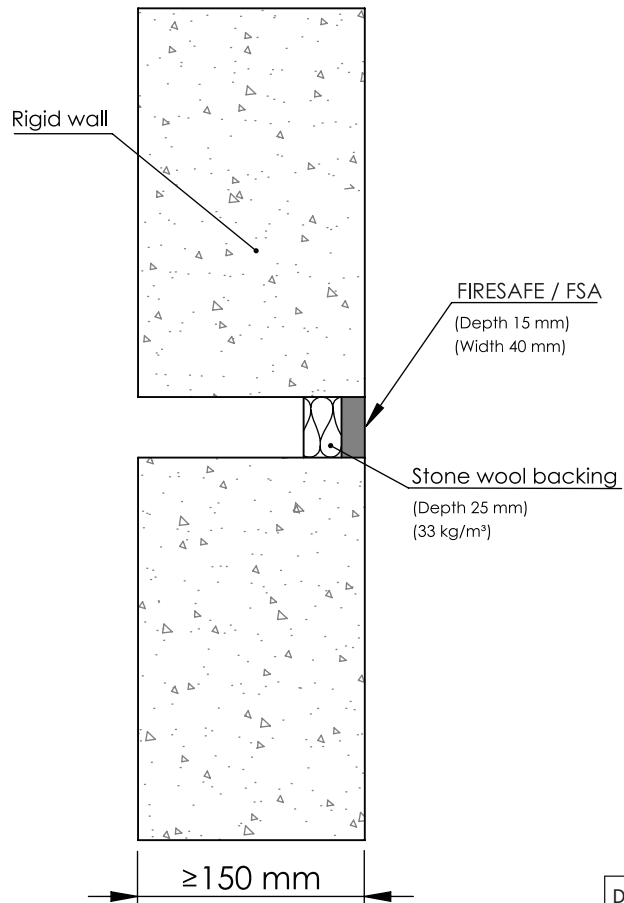 Rigid wall
FIRESAFE / FSA
(Depth 15 mm)
(Width 40 mm)
Stone wool backing
(Depth 25 mm)
(33 kg/m³)
≥150 mm
D